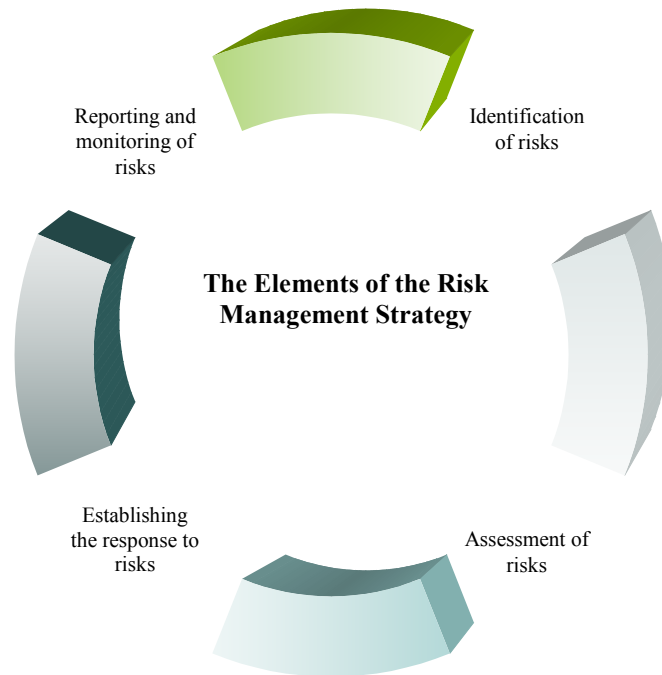 Reporting and
monitoring of
risks
Identification
of risks
The Elements of the Risk
Management Strategy
Establishing
the response to
risks
Assessment of
risks